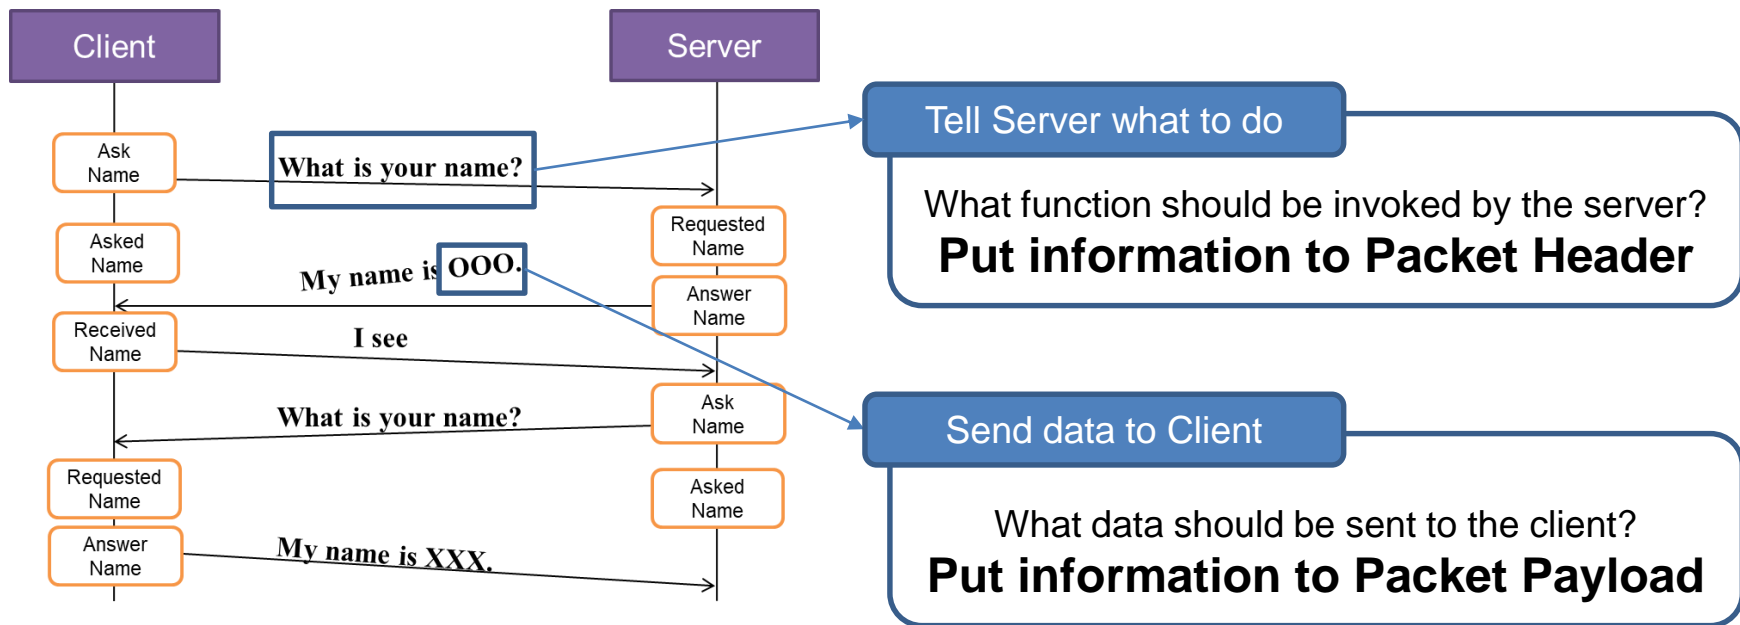 Client
Server
Ask
Name
What is your name?
Requested
Name
Asked
Name
My name is OOO.
Answer
Name
Received
Name
I see
Ask
Name
What is your name?
Requested
Name
Asked
Name
Answer
Name
My name is XXX.
Tell Server what to do
What function should be invoked by the server?
Put information to Packet Header
Send data to Client
What data should be sent to the client?
Put information to Packet Payload